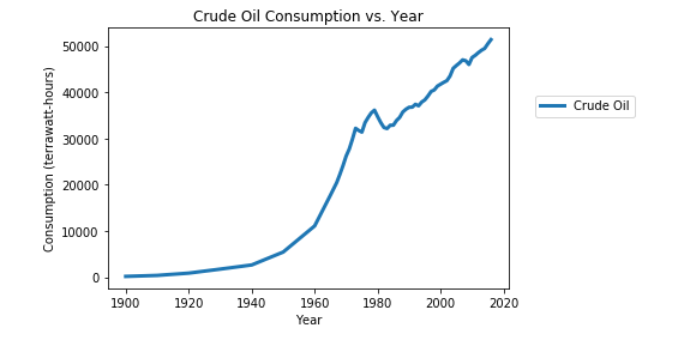 Crude Oil Consumption vs. Year
50000
40000
30000
20000
10000
0
Consumption (terrawatt-hours)
1900 1920 1940 1960 1980 2000 2020
Year
Crude Oil